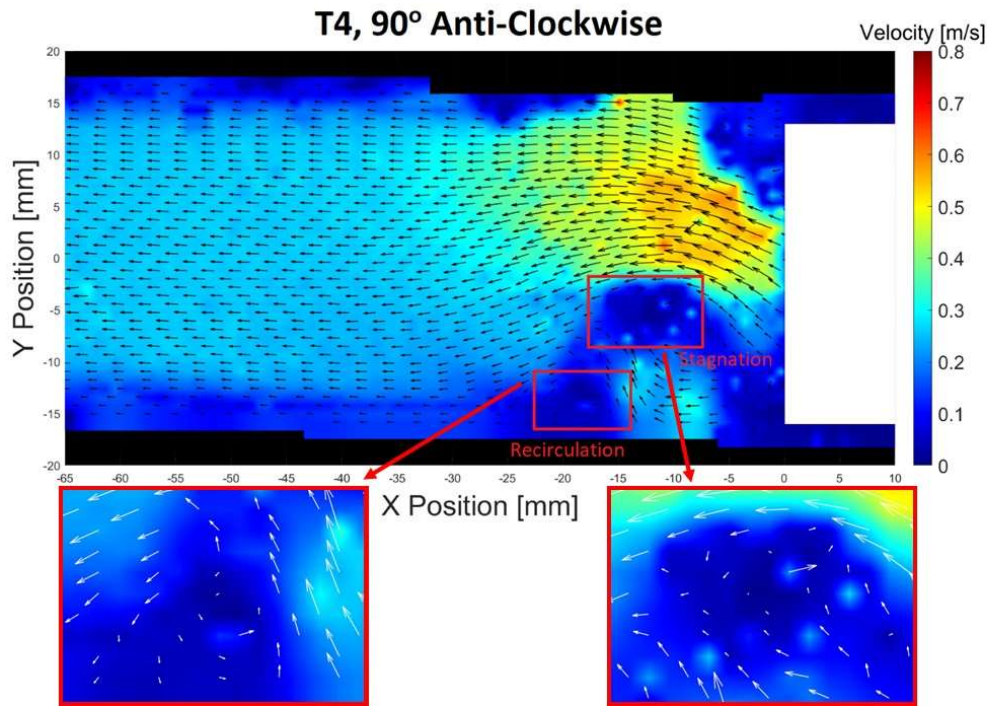 T4, 90° Anti-Clockwise
Velocity [m/s]
20
15
10
5
0
-5
-10
-15
-20
Y Position [mm]
0.8
0.7
0.6
0.5
0.4
0.3
0.2
0.1
0
Stagnation
Recirculation
-65 -60 -55 -50 -45 -40 -35 -30 -25 -20 -15 -10 -5 0 5 10
X Position [mm]